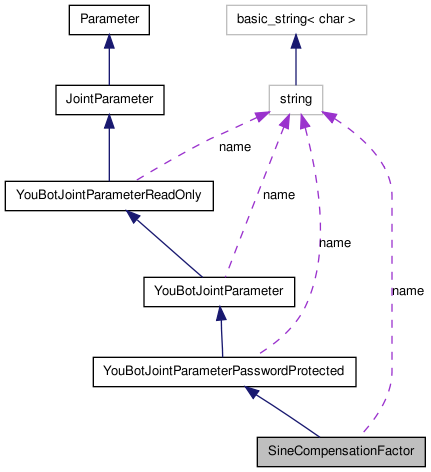 Parameter
basic_string< char >
JointParameter
string
name
YouBotJointParameterReadOnly
name
name
YouBotJointParameter
name
YouBotJointParameterPasswordProtected
SineCompensationFactor